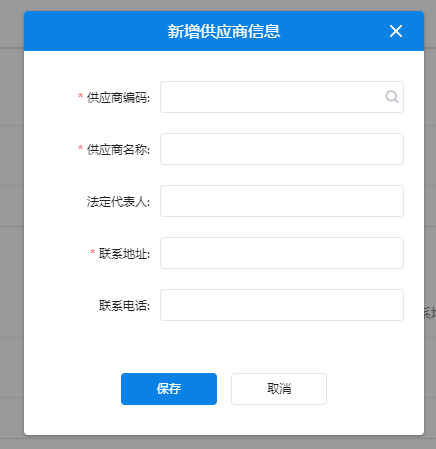 新增供应商信息
* 供应商编码:
* 供应商名称:
法定代表人:
* 联系地址:
联系电话:
保存
取消